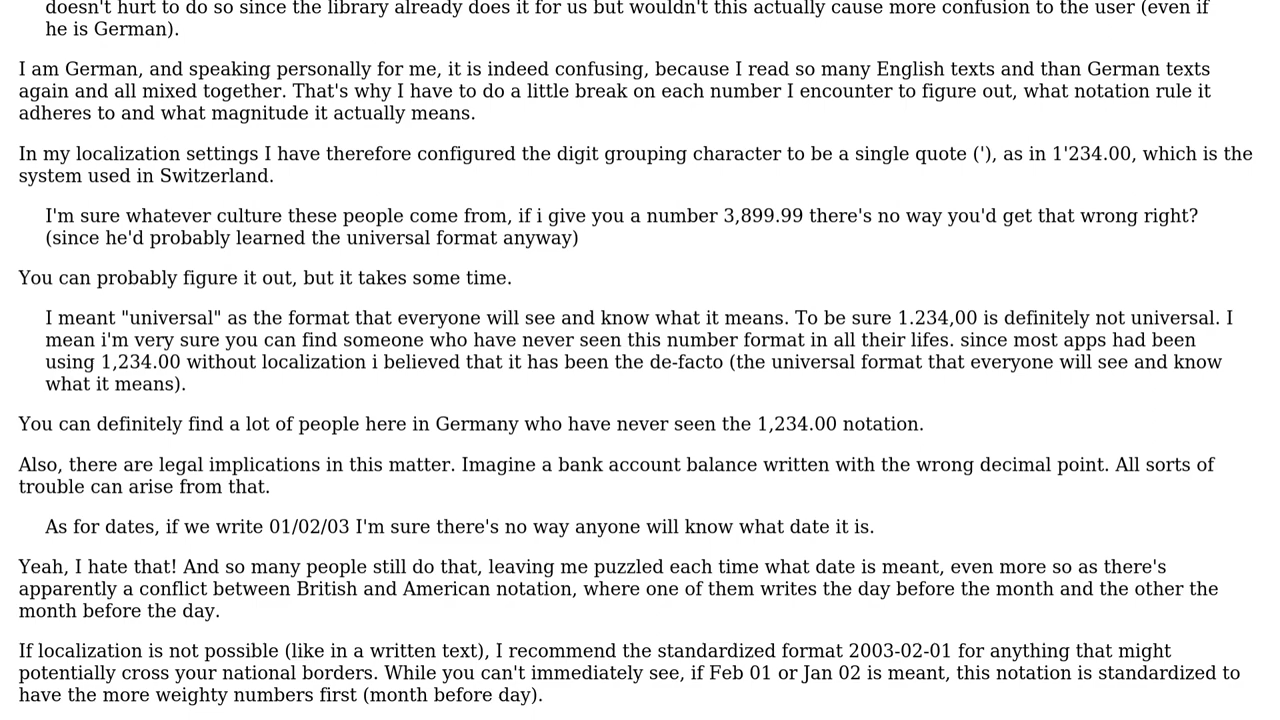 doesn't hurt to do so since the library already does it for us but wouldn't this actually cause more confusion to the user (even if
he is German).
I am German, and speaking personally for me, it is indeed confusing, because I read so many English texts and than German texts
again and all mixed together. That's why I have to do a little break on each number I encounter to figure out, what notation rule it
adheres to and what magnitude it actually means.
In my localization settings I have therefore configured the digit grouping character to be a single quote ('), as in 1'234.00, which is the
system used in Switzerland.
I'm sure whatever culture these people come from, if i give you a number 3,899.99 there's no way you'd get that wrong right?
(since he'd probably learned the universal format anyway)
You can probably figure it out, but it takes some time.
I meant "universal" as the format that everyone will see and know what it means. To be sure 1.234,00 is definitely not universal. I
mean i'm very sure you can find someone who have never seen this number format in all their lifes. since most apps had been
using 1,234.00 without localization i believed that it has been the de-facto (the universal format that everyone will see and know
what it means).
You can definitely find a lot of people here in Germany who have never seen the 1,234.00 notation.
Also, there are legal implications in this matter. Imagine a bank account balance written with the wrong decimal point. All sorts of
trouble can arise from that.
As for dates, if we write 01/02/03 I'm sure there's no way anyone will know what date it is.
Yeah, I hate that! And so many people still do that, leaving me puzzled each time what date is meant, even more so as there's
apparently a conflict between British and American notation, where one of them writes the day before the month and the other the
month before the day.
If localization is not possible (like in a written text), I recommend the standardized format 2003-02-01 for anything that might
potentially cross your national borders. While you can't immediately see, if Feb 01 or Jan 02 is meant, this notation is standardized to
have the more weighty numbers first (month before day).